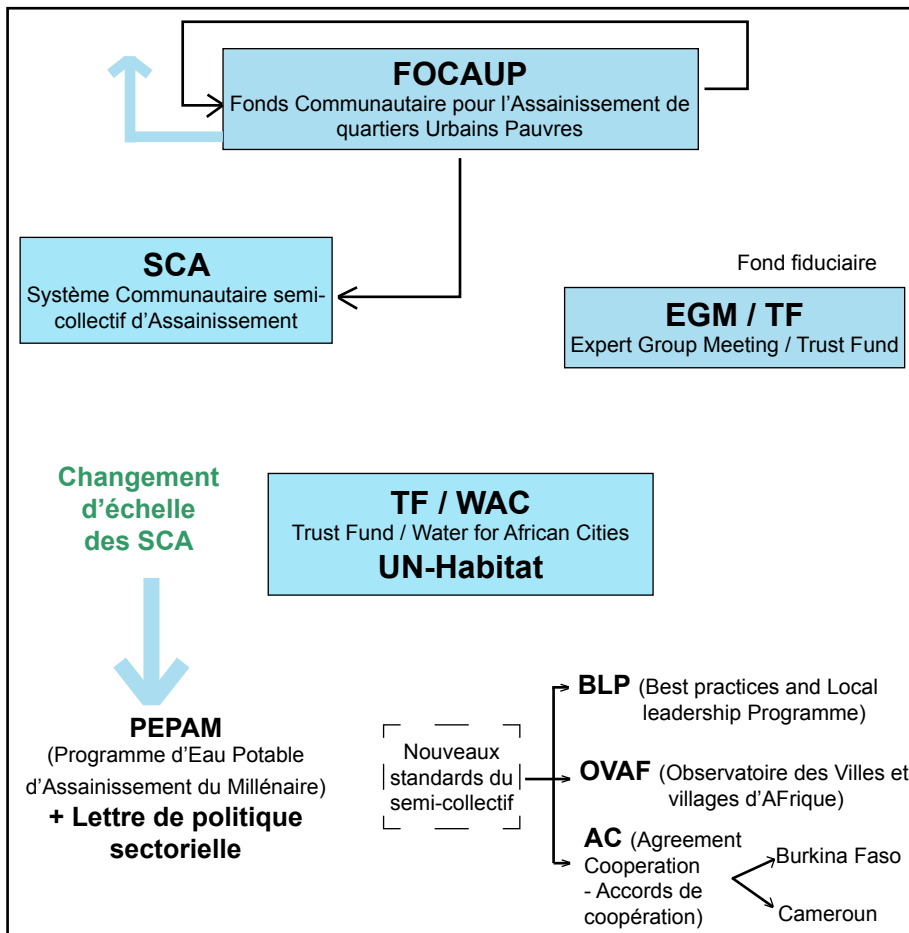 FOCAUP
Fonds Communautaire pour l'Assainissement de
quartiers Urbains Pauvres
SCA
Système Communautaire semi-
collectif d'Assainissement
Fond fiduciaire
EGM / TF
Expert Group Meeting / Trust Fund
Changement
d'échelle
des SCA
TF / WAC
Trust Fund / Water for African Cities
UN-Habitat
PEPAM
(Programme d'Eau Potable
d'Assainissement du Millénaire)
+ Lettre de politique
sectorielle
Nouveaux
standards du
semi-collectif
BLP (Best practices and Local
leadership Programme)
OVAF (Observatoire des Villes et
villages d'AFrique)
AC (Agreement
Cooperation
- Accords de
coopération)
Burkina Faso
Cameroun